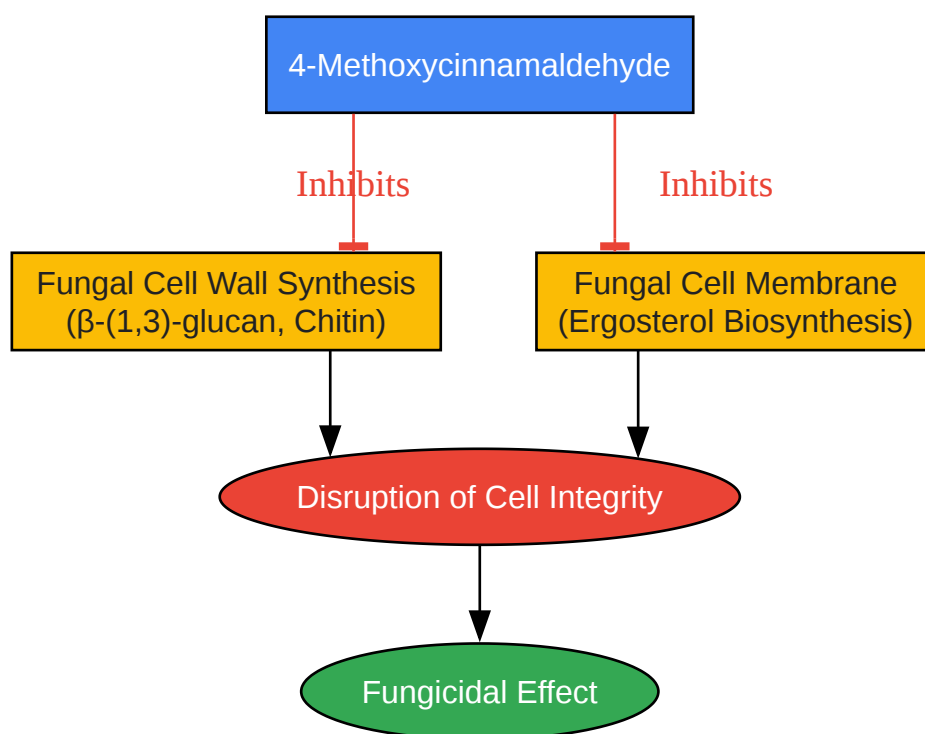 4-Methoxycinnamaldehyde
Inhibits
Inhibits
Fungal Cell Wall Synthesis
(β-(1,3)-glucan, Chitin)
Fungal Cell Membrane
(Ergosterol Biosynthesis)
Disruption of Cell Integrity
Fungicidal Effect